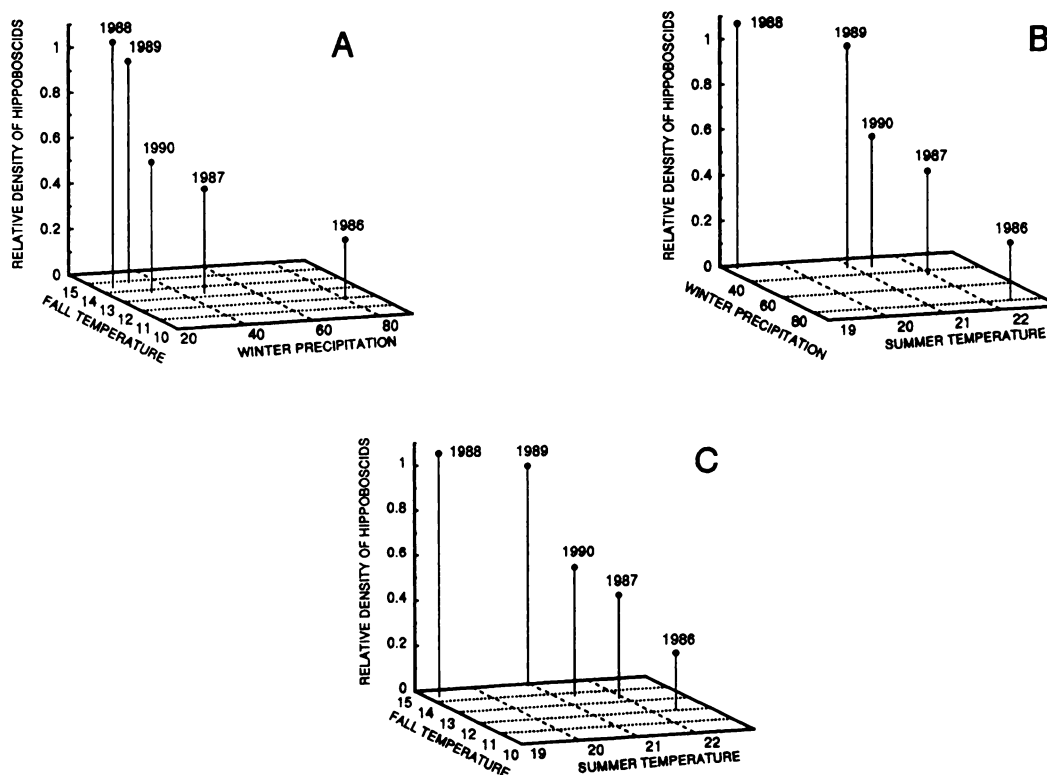 A
RELATIVE DENSITY OF HIPPOBOSCIDS
1
0.8
0.6
0.4
0.2
0
1988
1989
1990
1987
1986
15 14 13 12 11 10
FALL TEMPERATURE
20 40 60 80
WINTER PRECIPITATION
B
RELATIVE DENSITY OF HIPPOBOSCIDS
1
0.8
0.6
0.4
0.2
0
1988
1989
1990
1987
1986
40 60 80
WINTER PRECIPITATION
19 20 21 22
SUMMER TEMPERATURE
C
RELATIVE DENSITY OF HIPPOBOSCIDS
1
0.8
0.6
0.4
0.2
0
1988
1989
1990
1987
1986
15 14 13 12 11 10
FALL TEMPERATURE
19 20 21 22
SUMMER TEMPERATURE